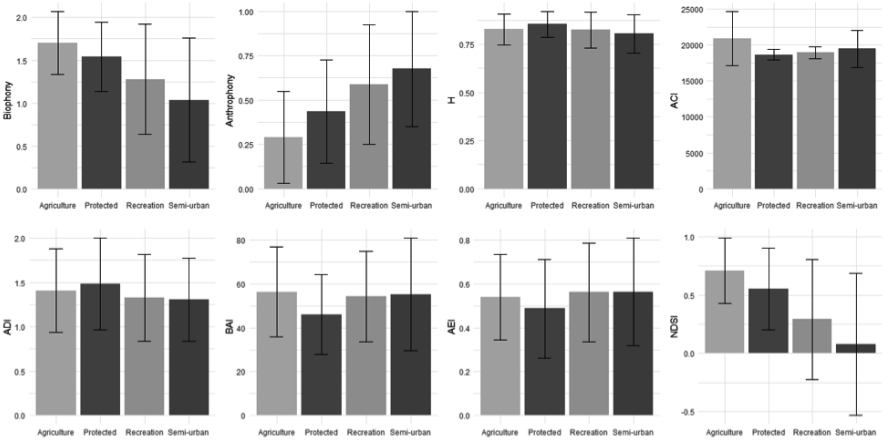 Biophony
2.0
1.5
1.0
0.5
0.0
Agriculture Protected Recreation Semi-urban
Anthrophony
1.00
0.75
0.50
0.25
0.00
Agriculture Protected Recreation Semi-urban
H
0.75
0.50
0.25
0.00
Agriculture Protected Recreation Semi-urban
ACI
25000
20000
15000
10000
5000
0
Agriculture Protected Recreation Semi-urban
ADI
2.0
1.5
1.0
0.5
0.0
Agriculture Protected Recreation Semi-urban
BAI
80
60
40
20
0
Agriculture Protected Recreation Semi-urban
AEI
0.8
0.6
0.4
0.2
0.0
Agriculture Protected Recreation Semi-urban
NDSI
1.0
0.5
0.0
-0.5
Agriculture Protected Recreation Semi-urban